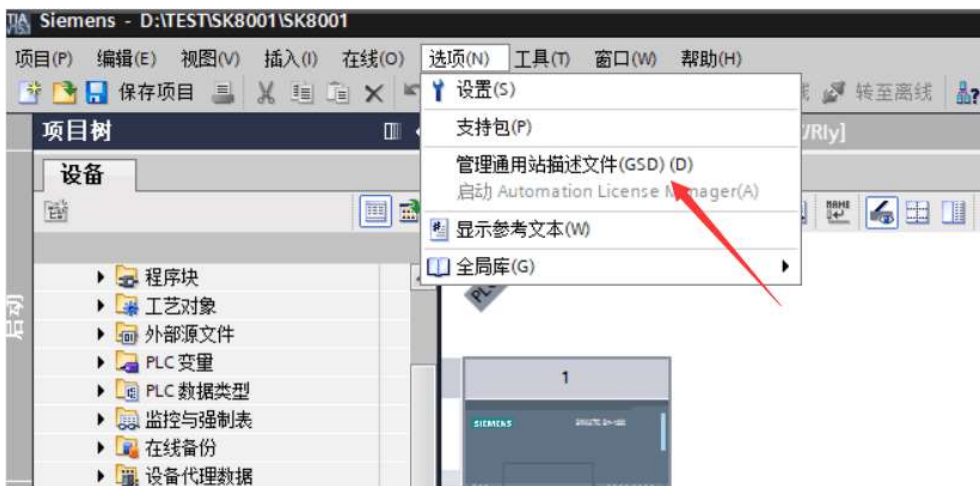 Siemens - D:\TEST\SK8001\SK8001
项目(P) 编辑(E) 视图(V) 插入(I) 在线(O) 选项(N) 工具(T) 窗口(W) 帮助(H)
保存项目 转至离线
设置(S)
支持包(P)
管理通用站描述文件(GSD) (D)
启动 Automation License Manager(A)
显示参考文本(W)
全局库(G)
项目树
/Rly]
设备
启动
程序块
工艺对象
外部源文件
PLC 变量
PLC 数据类型
监控与强制表
在线备份
设备代理数据
PLC
1
SIEMENS